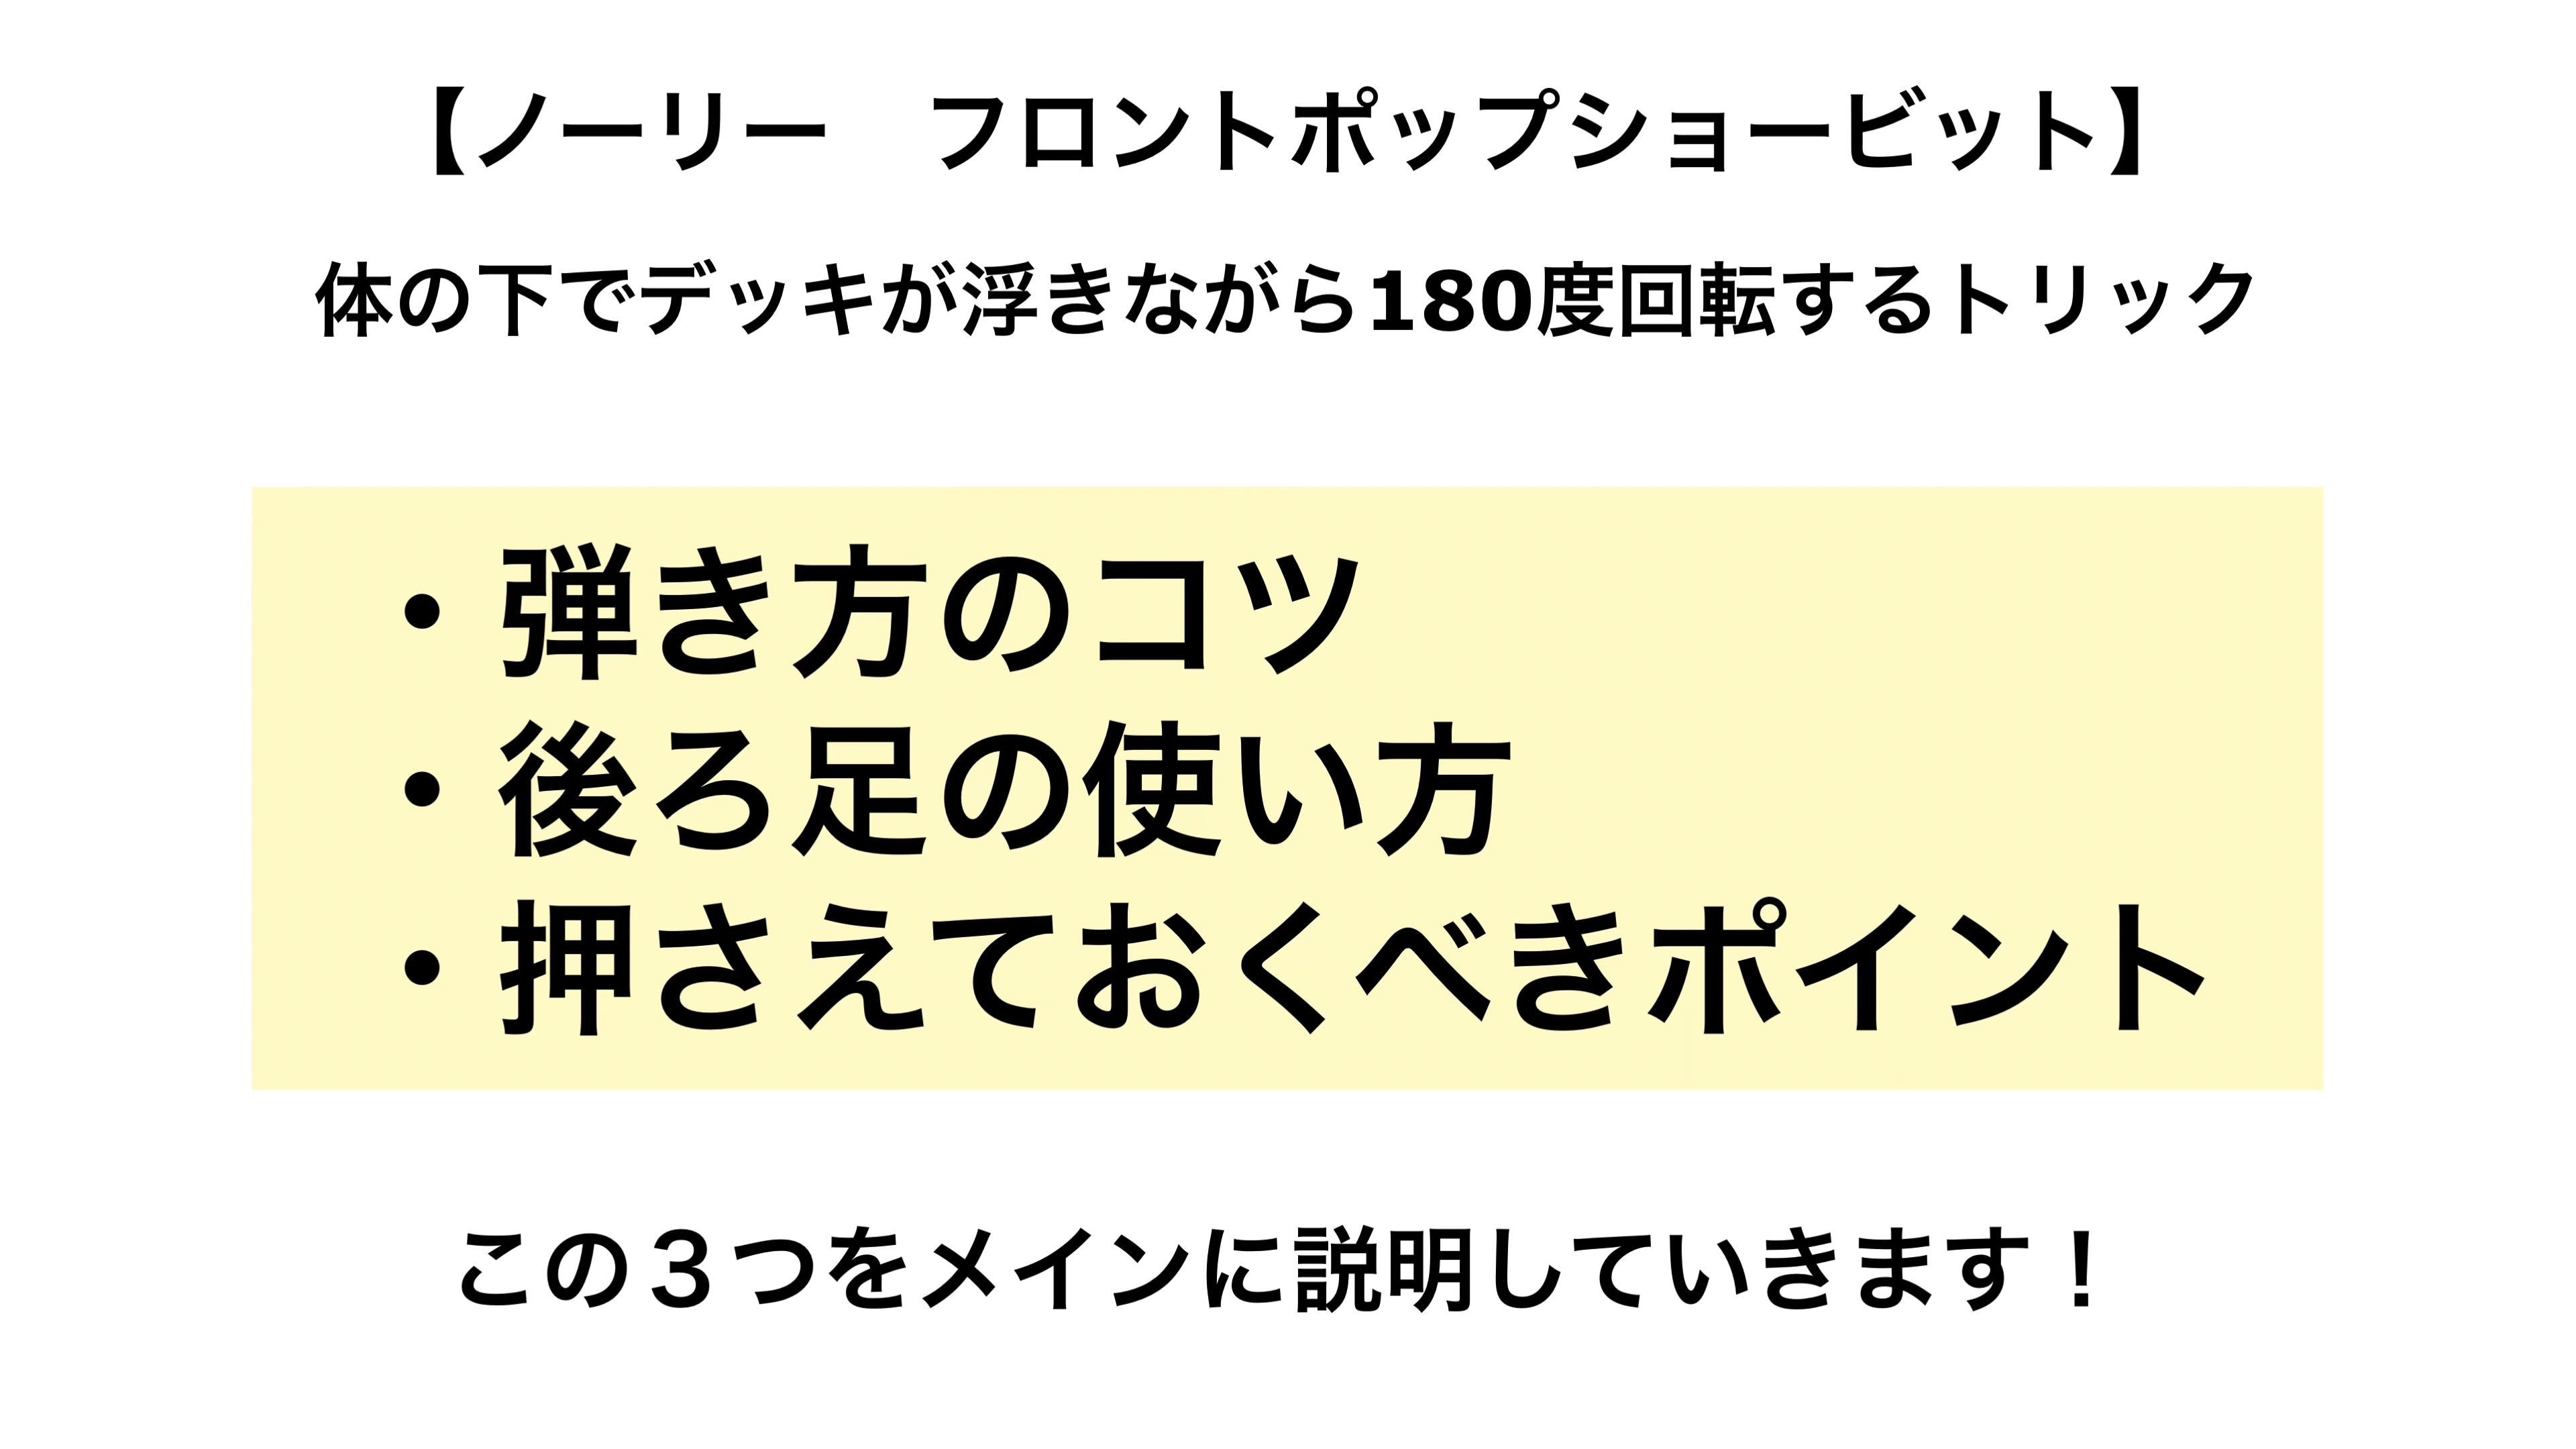 【ノーリー　フロントポップショービット】
体の下でデッキが浮きながら180度回転するトリック
・弾き方のコツ
・後ろ足の使い方
・押さえておくべきポイント
この３つをメインに説明していきます！